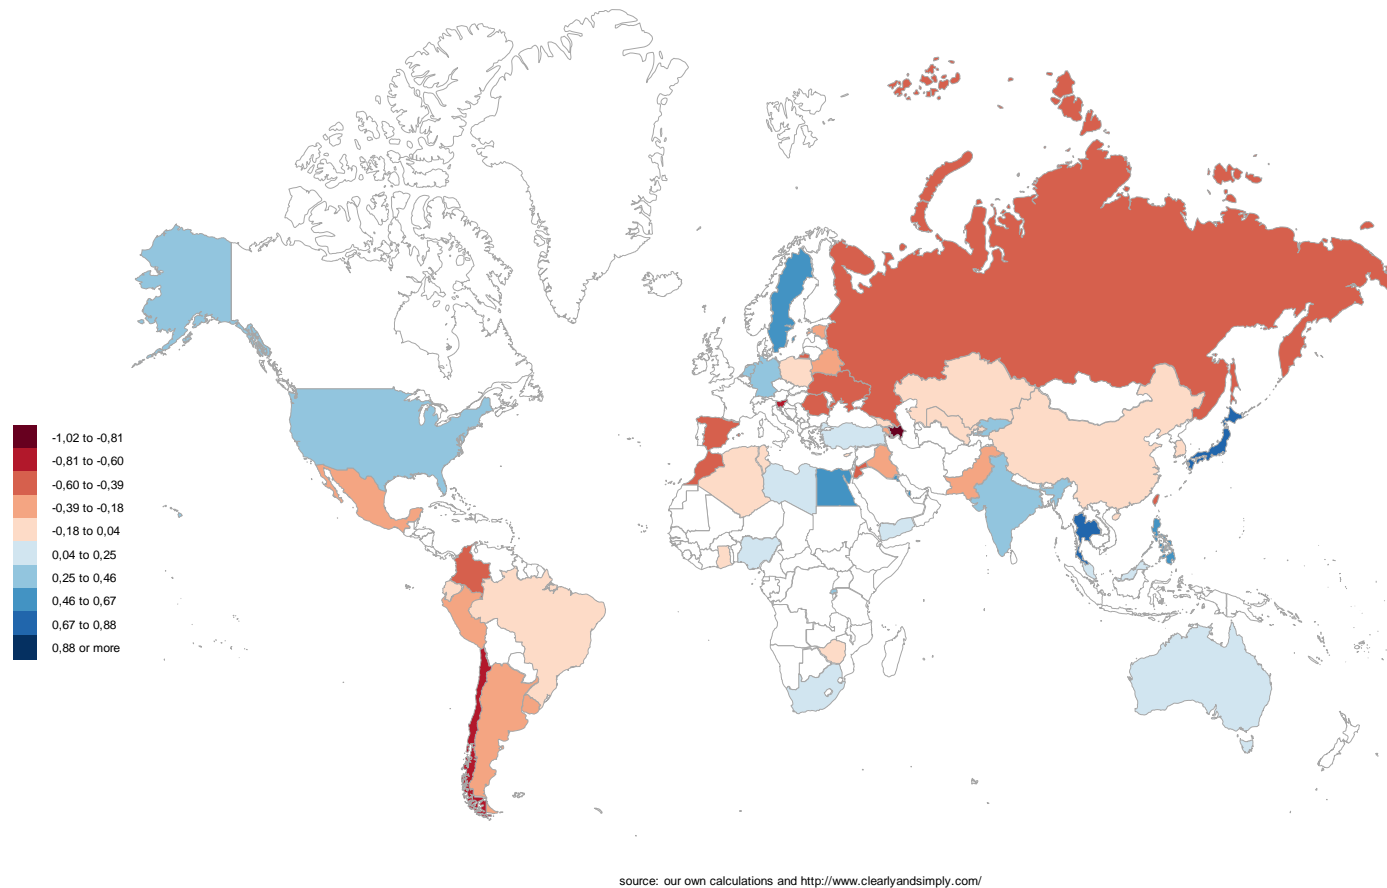 -1,02 to -0,81
-0,81 to -0,60
-0,60 to -0,39
-0,39 to -0,18
-0,18 to 0,04
0,04 to 0,25
0,25 to 0,46
0,46 to 0,67
0,67 to 0,88
0,88 or more
source: our own calculations and http://www.clearlyandsimply.com/